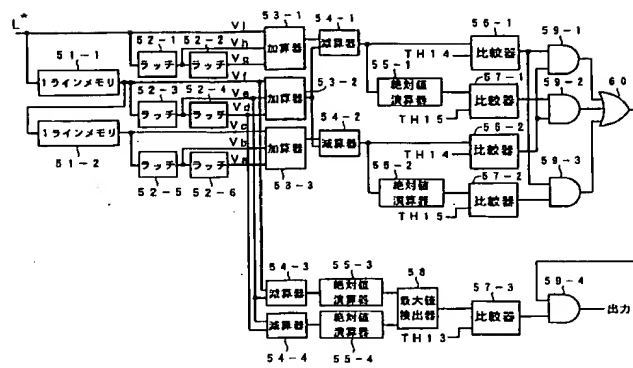 L*
51-1
1ラインメモリ
1ラインメモリ
51-2
52-1
52-2
ラッチ
ラッチ
52-3
52-4
ラッチ
ラッチ
ラッチ
ラッチ
52-5
52-6
Vh
Vg
Vf
Ve
Vd
Vc
Vb
Va
53-1
加算器
53-2
加算器
加算器
53-3
54-1
減算器
54-2
減算器
TH14
55-1
絶対値
演算器
TH15
TH14
55-2
絶対値
演算器
TH15
56-1
比較器
57-1
比較器
56-2
比較器
57-2
比較器
59-1
59-2
59-3
60
54-3
減算器
減算器
54-4
55-3
絶対値
演算器
絶対値
演算器
55-4
58
最大値
検出器
TH13
57-3
比較器
59-4
出力